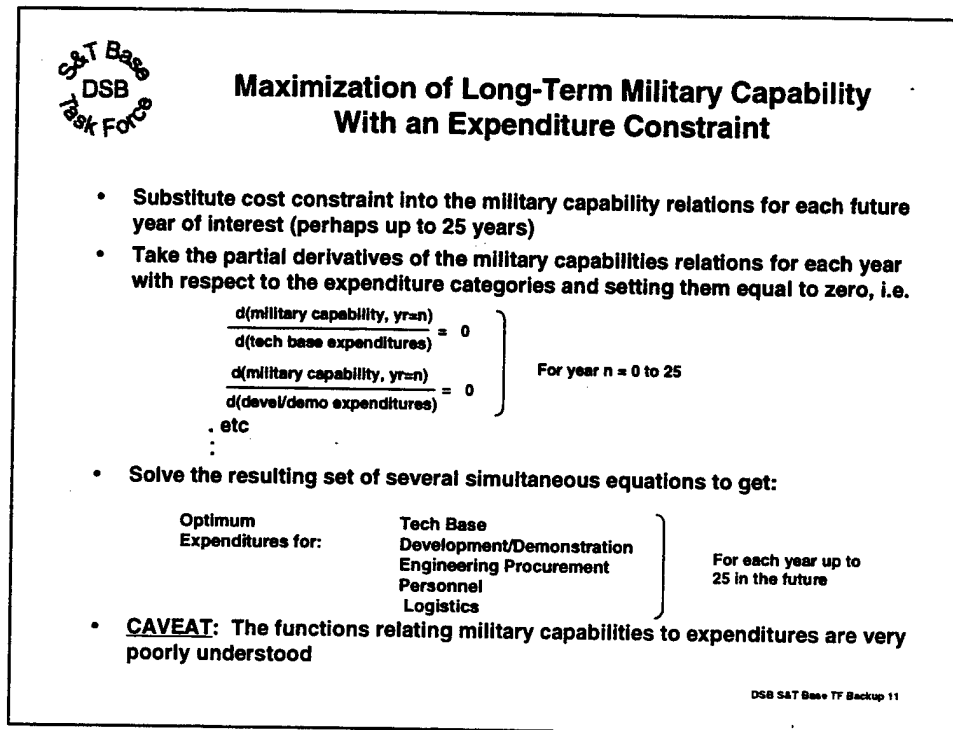 S&T Base
DSB
Task Force
Maximization of Long-Term Military Capability
With an Expenditure Constraint
• Substitute cost constraint into the military capability relations for each future
year of interest (perhaps up to 25 years)
• Take the partial derivatives of the military capabilities relations for each year
with respect to the expenditure categories and setting them equal to zero, i.e.
d(military capability, yr=n)
d(tech base expenditures) = 0
d(military capability, yr=n)
d(devel/demo expenditures) = 0
For year n = 0 to 25
. etc
:
• Solve the resulting set of several simultaneous equations to get:
Optimum
Expenditures for:
Tech Base
Development/Demonstration
Engineering Procurement
Personnel
Logistics
For each year up to
25 in the future
• CAVEAT: The functions relating military capabilities to expenditures are very
poorly understood
DSB S&T Base TF Backup 11